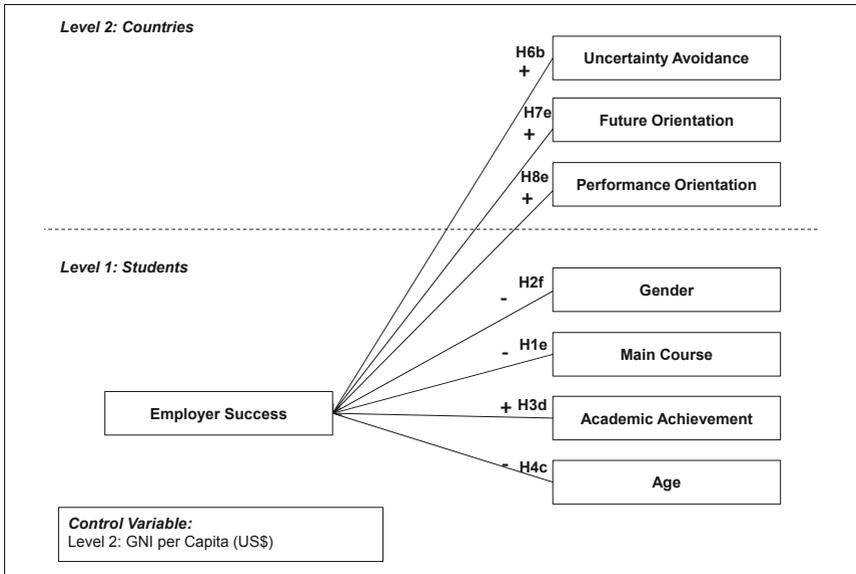 Level 2: Countries
H6b
+
Uncertainty Avoidance
H7e
+
Future Orientation
H8e
+
Performance Orientation
Level 1: Students
H2f
-
Gender
H1e
-
Main Course
Employer Success
+ H3d
Academic Achievement
- H4c
Age
Control Variable:
Level 2: GNI per Capita (US$)